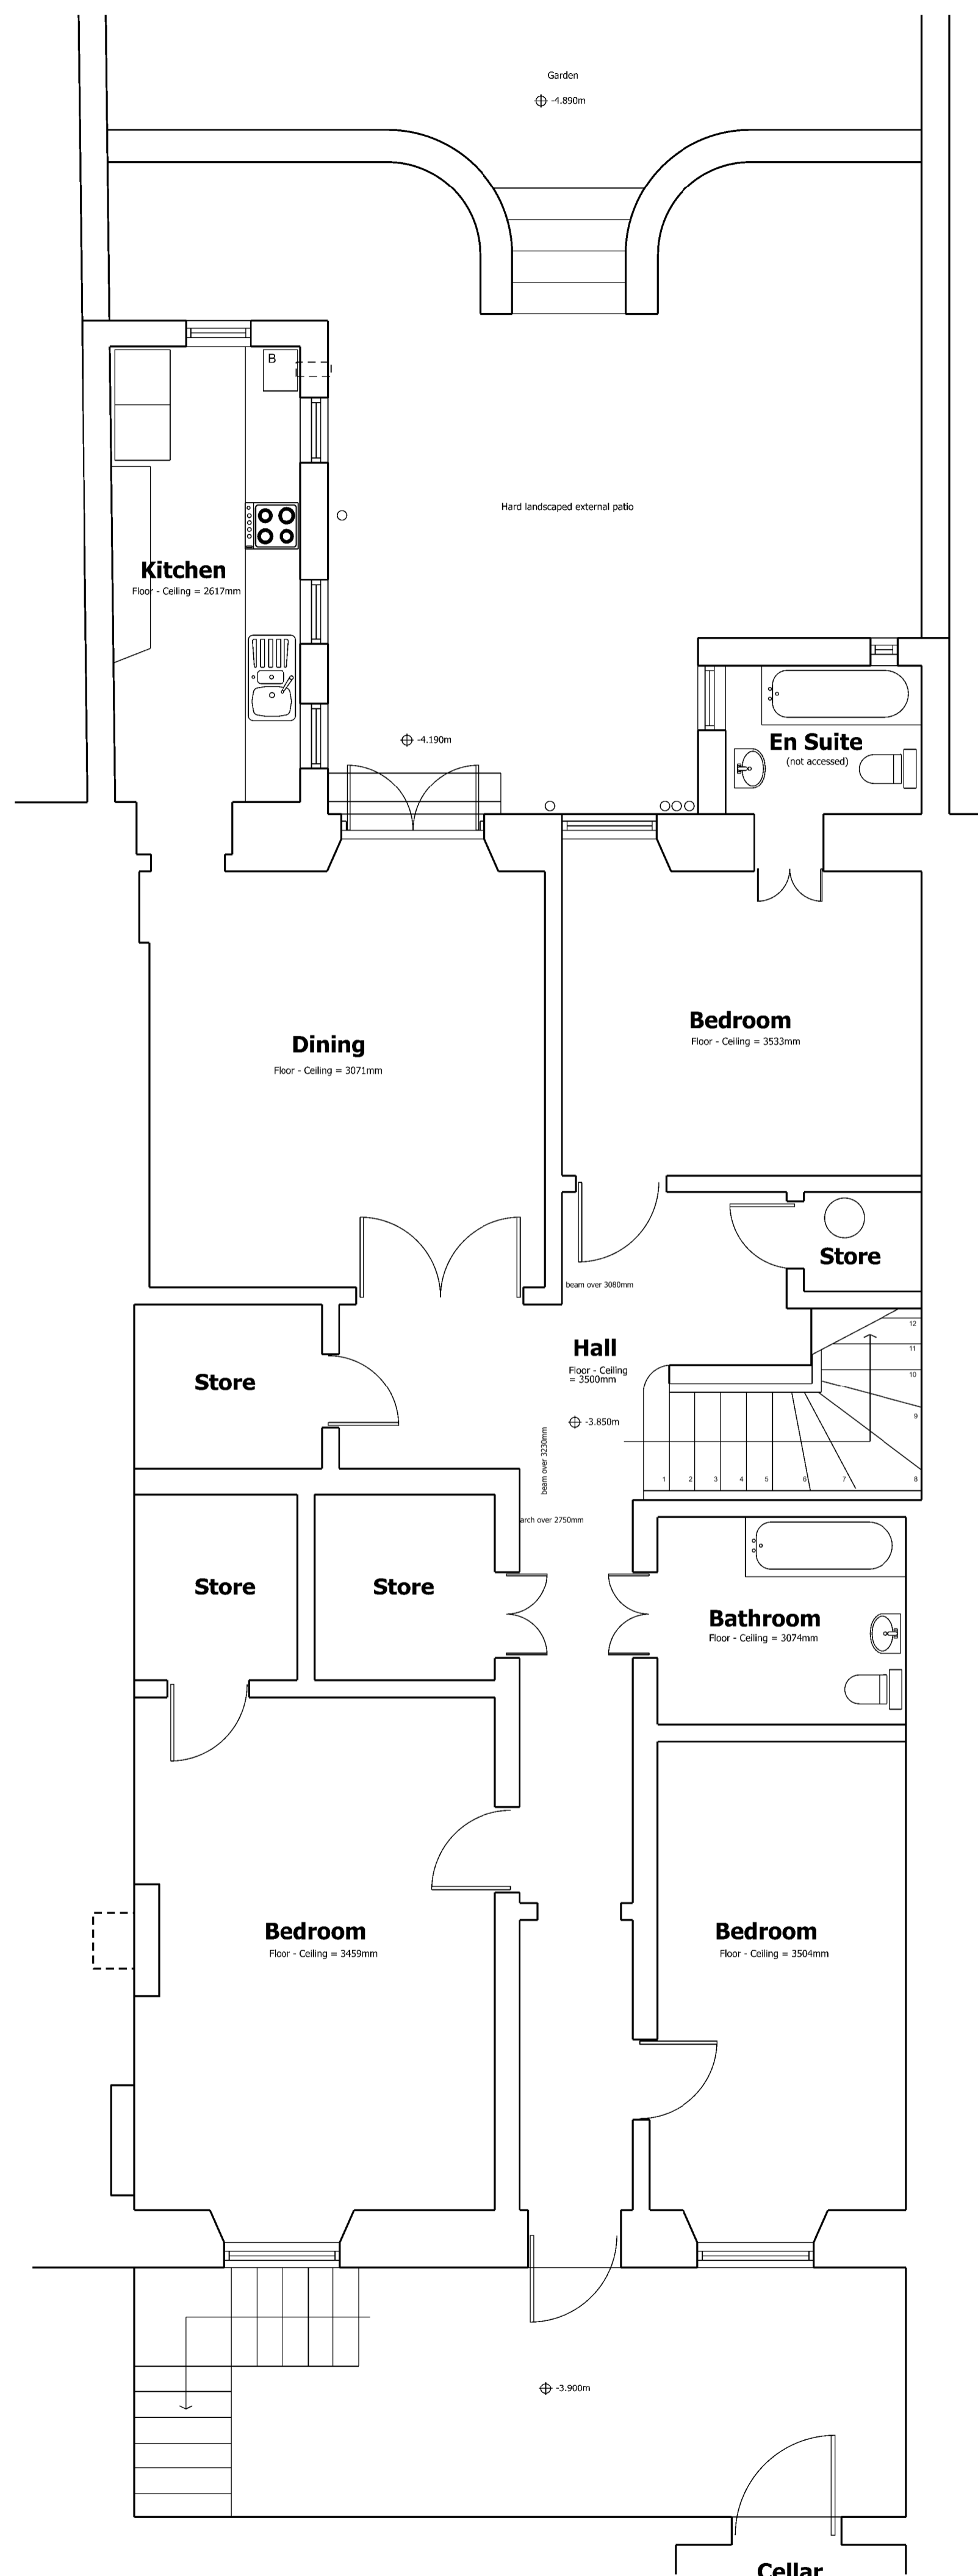 Garden
-4.890m
B
Hard landscaped external patio
Kitchen
Floor - Ceiling = 2617mm
-4.190m
En Suite
(not accessed)
Bedroom
Floor - Ceiling = 3533mm
Dining
Floor - Ceiling = 3071mm
Store
beam over 3080mm
Hall
Floor - Ceiling
= 3500mm
-3.850m
12
11
10
9
8
7
6
5
4
3
2
1
Store
beam over 3230mm
arch over 2750mm
Store
Store
Bathroom
Floor - Ceiling = 3074mm
Bedroom
Floor - Ceiling = 3459mm
Bedroom
Floor - Ceiling = 3504mm
-3.900m
Cellar